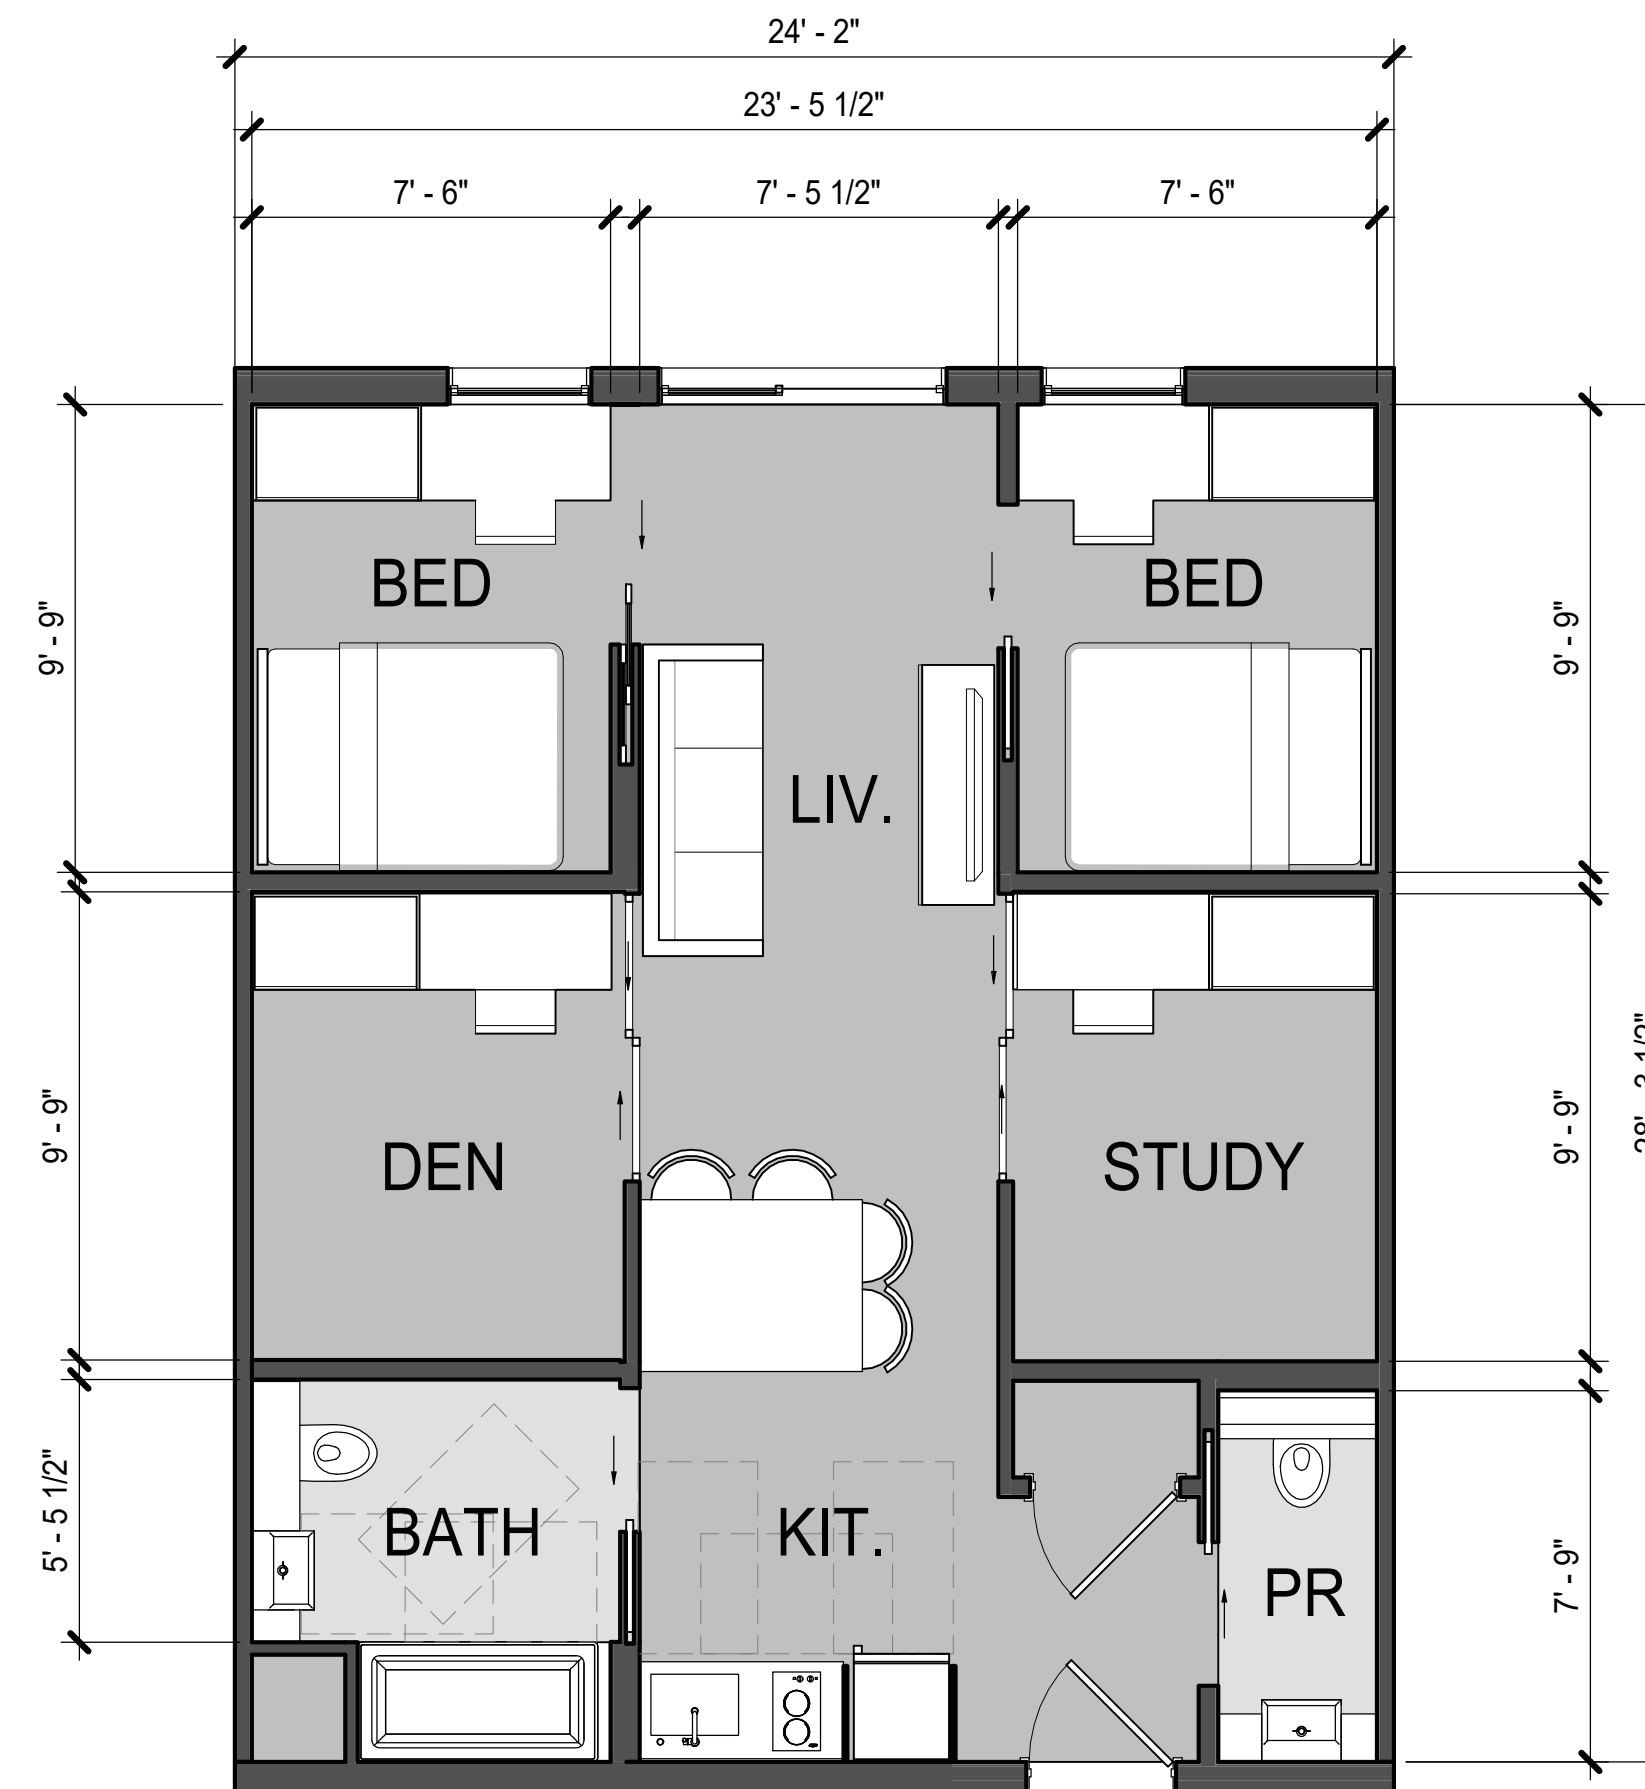 24' - 2"
23' - 5 1/2"
7' - 6"
7' - 5 1/2"
7' - 6"
BED
BED
9' - 9"
9' - 9"
LIV.
DEN
STUDY
9' - 9"
9' - 9"
BATH
KIT.
PR
5' - 5 1/2"
7' - 9"